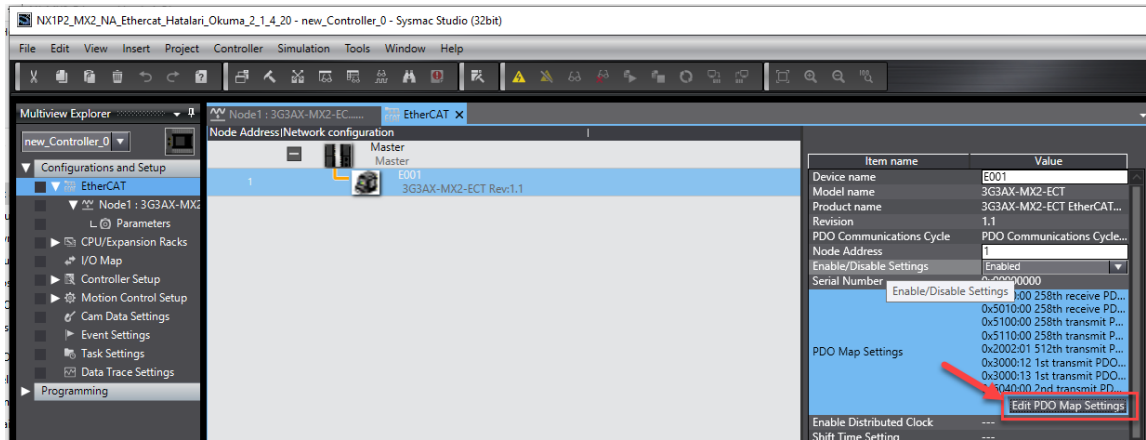 NX1P2_MX2_NA_Ethercat_Hatalari_Okuma_2_1_4_20 - new_Controller_0 - Sysmac Studio (32bit)
File Edit View Insert Project Controller Simulation Tools Window Help
Multiview Explorer
new_Controller_0
Configurations and Setup
EtherCAT
Node1 : 3G3AX-MX2
Parameters
CPU/Expansion Racks
I/O Map
Controller Setup
Motion Control Setup
Cam Data Settings
Event Settings
Task Settings
Data Trace Settings
Programming
Node1 : 3G3AX-MX2-EC...... EtherCAT
Node Address Network configuration
Master
Master
E001
1 3G3AX-MX2-ECT Rev:1.1
Item name Value
Device name E001
Model name 3G3AX-MX2-ECT
Product name 3G3AX-MX2-ECT EtherCAT...
Revision 1.1
PDO Communications Cycle PDO Communications Cycle...
Node Address 1
Enable/Disable Settings Enabled
Serial Number
Enable/Disable Settings
:00 258th receive PD...
0x5010:00 258th receive PD...
0x5100:00 258th transmit P...
0x5110:00 258th transmit P...
PDO Map Settings 0x2002:01 512th transmit P...
0x3000:12 1st transmit PDO...
0x3000:13 1st transmit PDO...
2nd transmit PD...
Edit PDO Map Settings
Enable Distributed Clock ---
Shift Time Setting ---